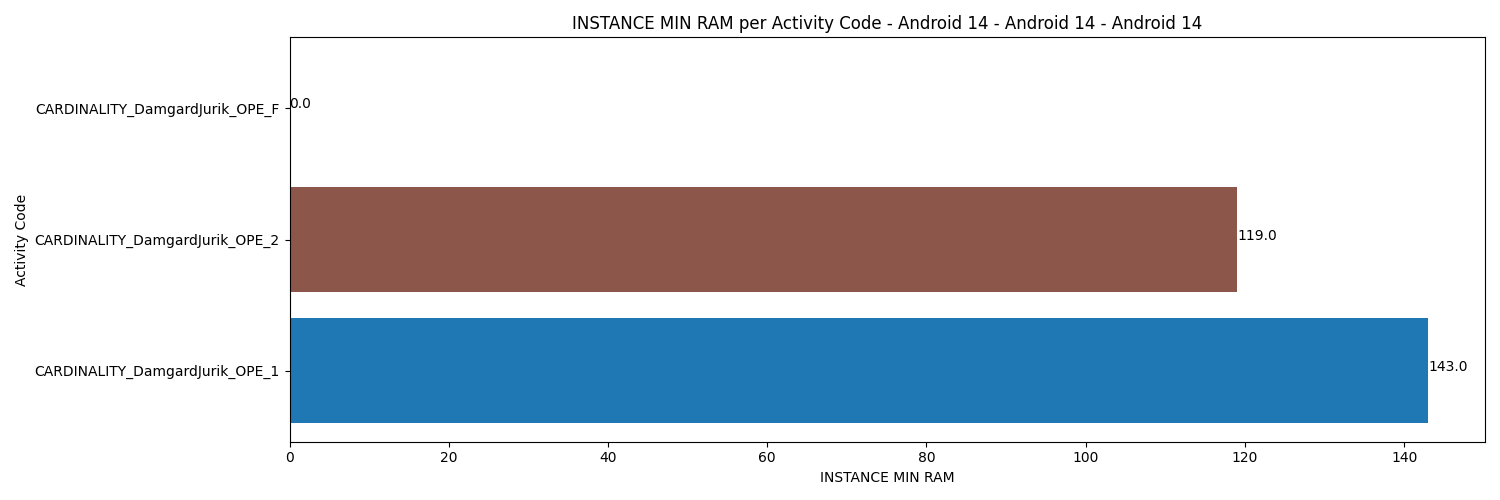 INSTANCE MIN RAM per Activity Code - Android 14 - Android 14 - Android 14
CARDINALITY_DamgardJurik_OPE_F
0.0
CARDINALITY_DamgardJurik_OPE_2
119.0
CARDINALITY_DamgardJurik_OPE_1
143.0
Activity Code
0 20 40 60 80 100 120 140
INSTANCE MIN RAM